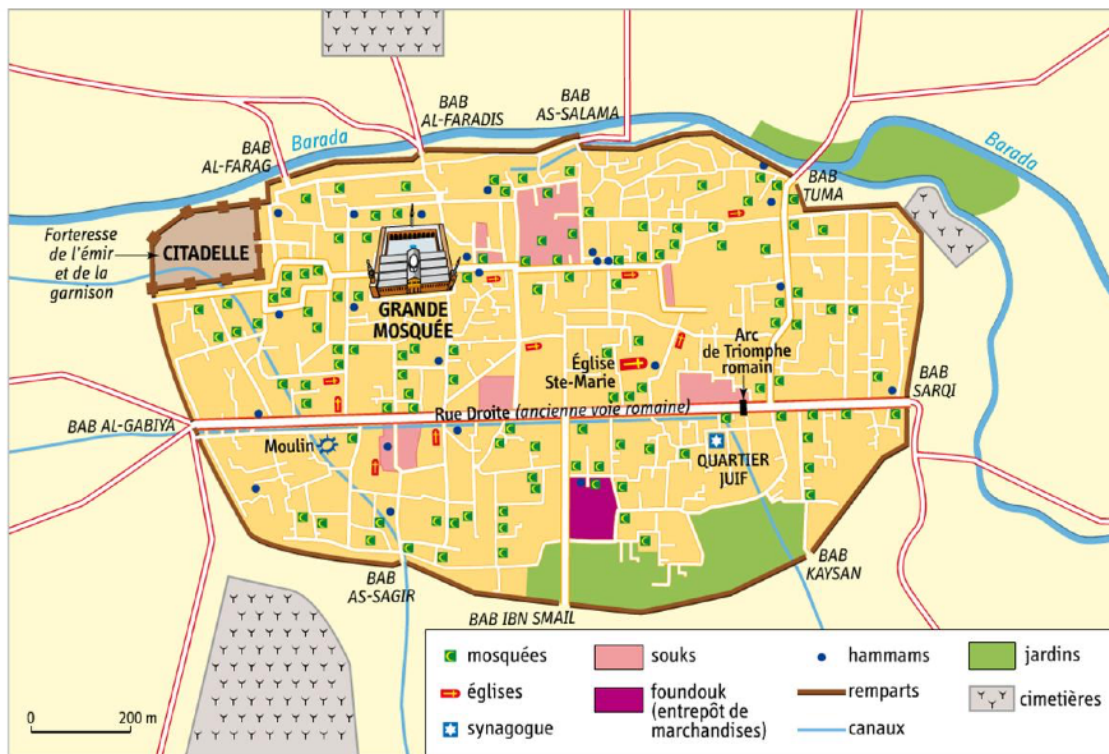 BAB
AL-FARADIS
BAB
AS-SALAMA
Barada
BAB
AL-FARAG
Barada
BAB
TUMA
Forteresse
de l'émir
et de la
garnison
CITADELLE
GRANDE
MOSQUÉE
Arc
de Triomphe
romain
Église
Ste-Marie
BAB
SARQI
Rue Droite (ancienne voie romaine)
BAB AL-GABIYA
Moulin
QUARTIER
JUIF
BAB
KAYSAN
BAB
AS-SAGIR
BAB IBN SMAIL
mosquées
églises
synagogue
souks
foundouk
(entrepôt de
marchandises)
hammams
remparts
canaux
jardins
cimetières
0 200 m